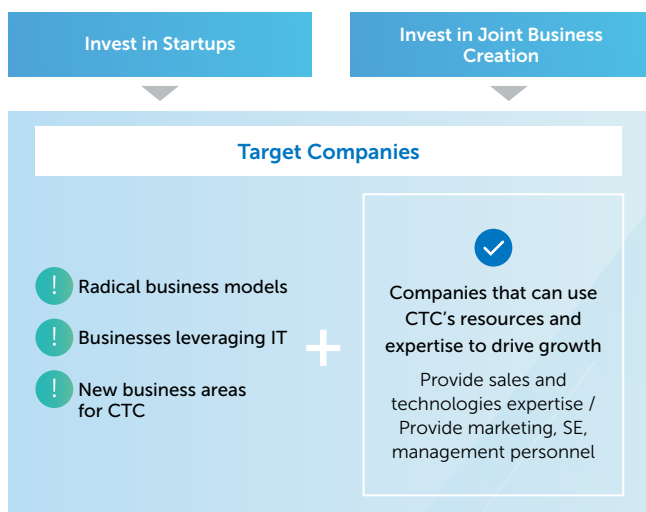 Invest in Startups
Invest in Joint Business
Creation
Target Companies
! Radical business models
! Businesses leveraging IT
! New business areas
for CTC
+
Companies that can use
CTC’s resources and
expertise to drive growth
Provide sales and
technologies expertise /
Provide marketing, SE,
management personnel